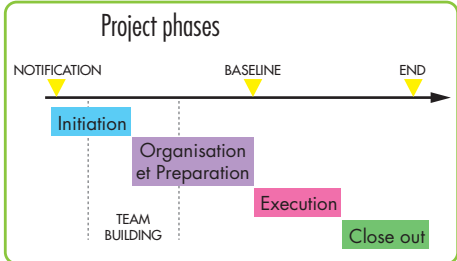 Project phases
NOTIFICATION
BASELINE
END
Initiation
Organisation
et Preparation
Execution
TEAM
BUILDING
Close out